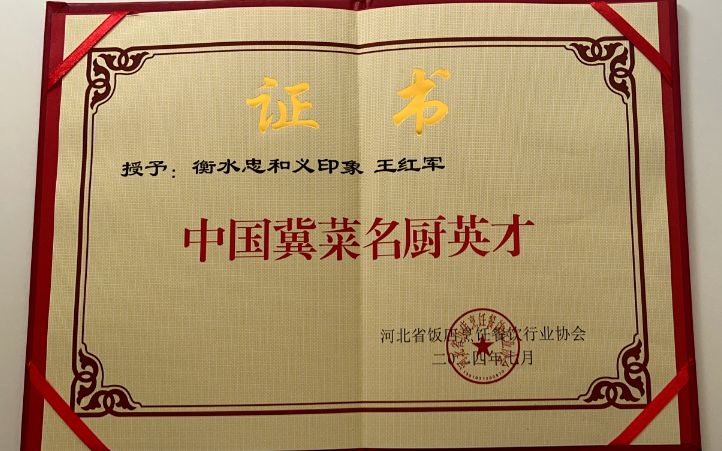 证书
授予：衡水忠和义印象 王红军
中国冀菜名厨英才
河北省饭店烹饪餐饮行业协会
二〇二四年七月